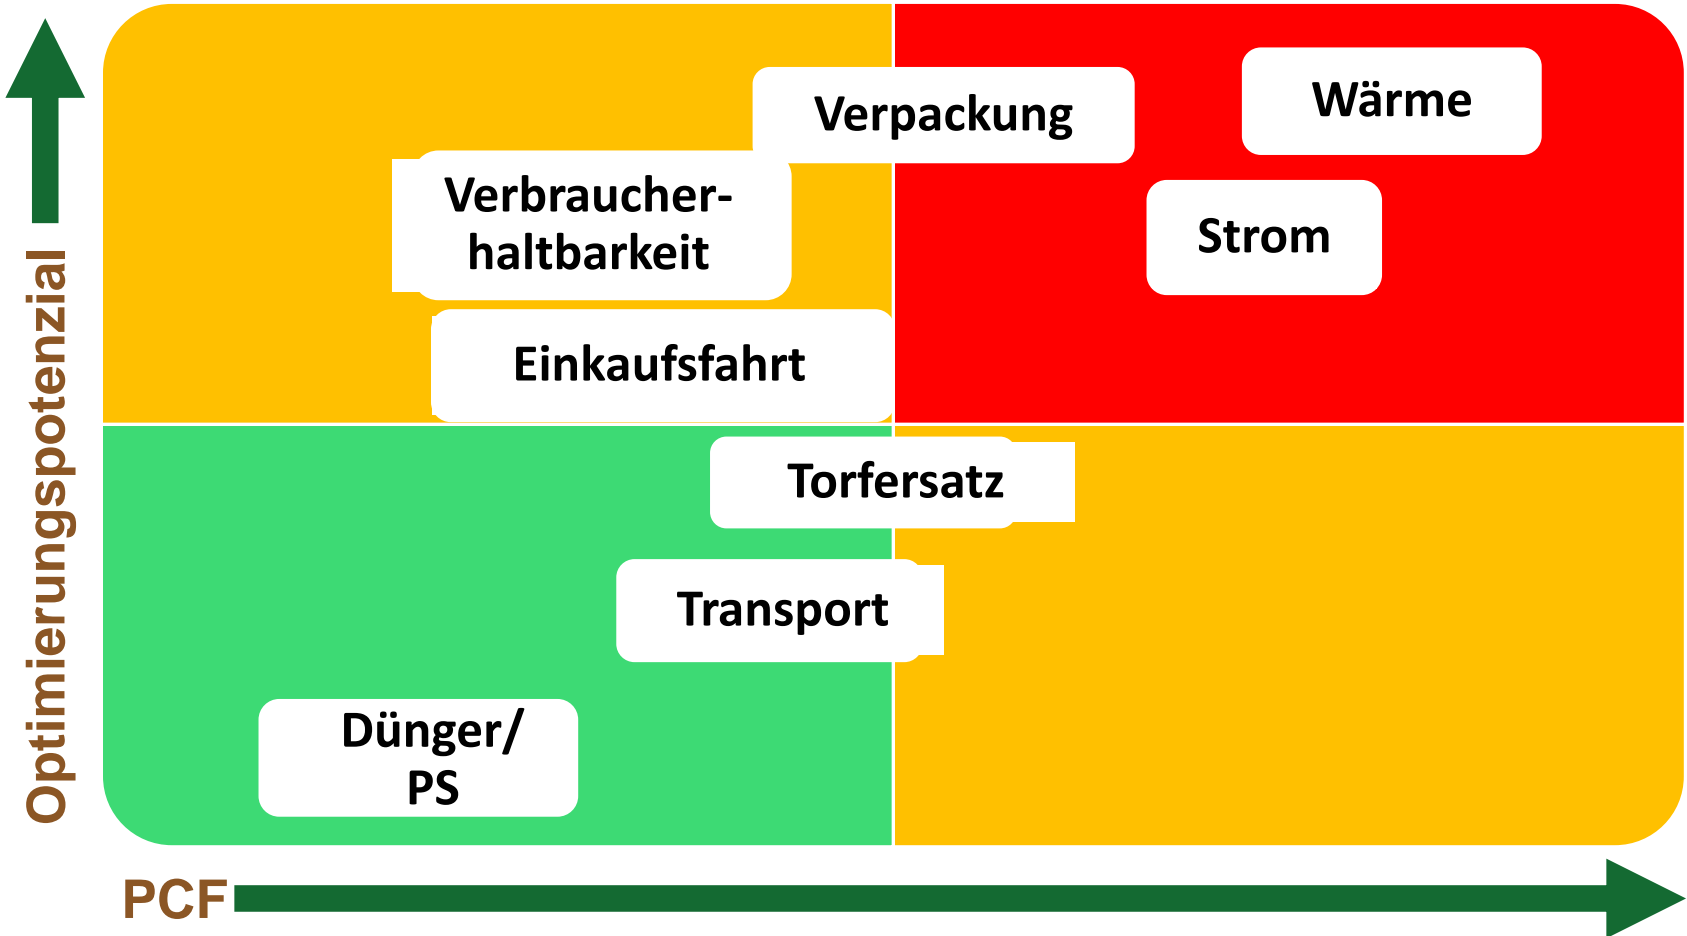 Verpackung
Wärme
Verbraucher-
haltbarkeit
Strom
Einkaufsfahrt
Torfersatz
Transport
Dünger/
PS
Optimierungspotenzial
PCF